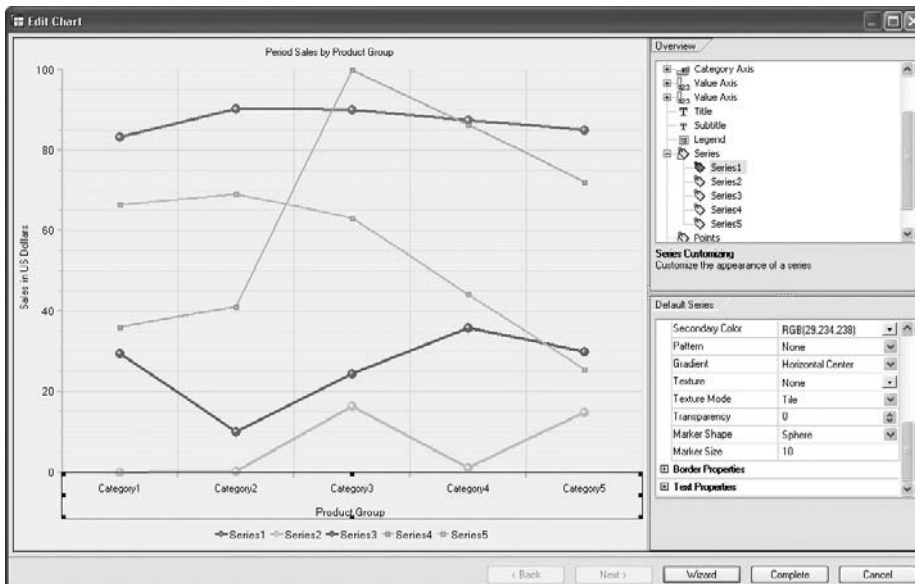 Edit Chart
Period Sales by Product Group
100
80
60
40
20
0
Sales in US Dollars
Category1 Category2 Category3 Category4 Category5
Product Group
Series1 Series2 Series3 Series4 Series5
Overview
Category Axis
Value Axis
Value Axis
Title
Subtitle
Legend
Series
Series1
Series2
Series3
Series4
Series5
Points
Series Customizing
Customize the appearance of a series
Default Series
Secondary Color RGB(29,234,238)
Pattern None
Gradient Horizontal Center
Texture None
Texture Mode Tile
Transparency 0
Marker Shape Sphere
Marker Size 10
Border Properties
Text Properties
< Back Next > Wizard Complete Cancel